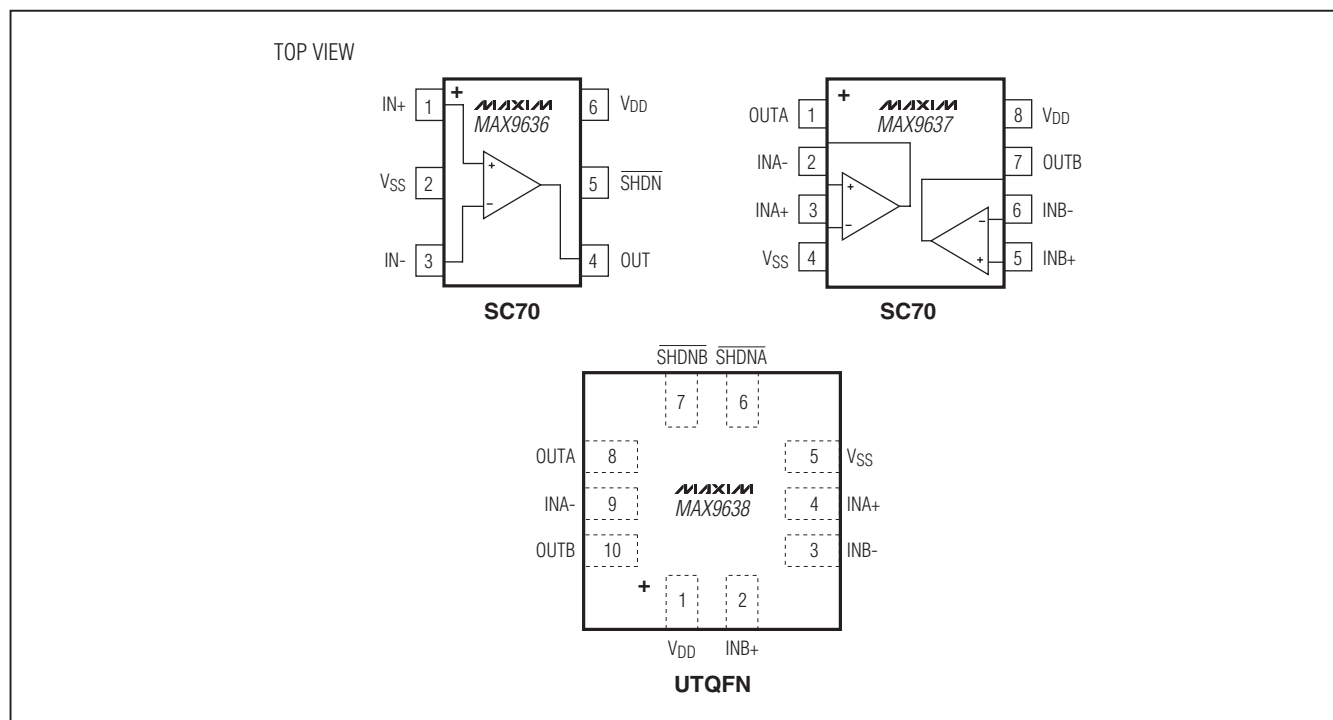 TOP VIEW
IN+ 1 + MAXIM 6 VDD
MAX9636
+
VSS 2 5 SHDN
−
IN- 3 4 OUT
SC70
OUTA 1 + MAXIM 8 VDD
MAX9637
INA- 2 7 OUTB
+
INA+ 3 − − 6 INB-
VSS 4 + 5 INB+
SC70
SHDNB SHDNA
7 6
OUTA 8 5 VSS
INA- 9 MAXIM 4 INA+
MAX9638
OUTB 10 3 INB-
+ 1 2
VDD INB+
UTQFN